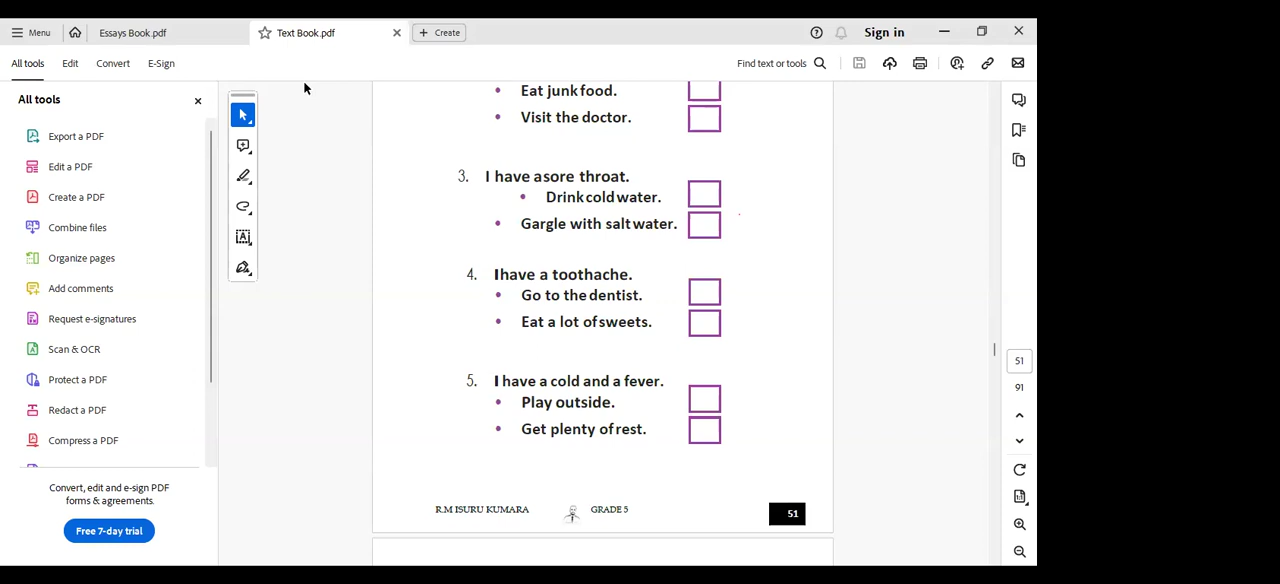 Menu
Essays Book.pdf
Text Book.pdf
Create
Sign in
All tools
Edit
Convert
E-Sign
Find text or tools
All tools
Export a PDF
Edit a PDF
Create a PDF
Combine files
Organize pages
Add comments
Request e-signatures
Scan & OCR
Protect a PDF
Redact a PDF
Compress a PDF
Convert, edit and e-sign PDF
forms & agreements.
Free 7-day trial
• Eat junk food.
• Visit the doctor.
3. I have asore throat.
• Drink cold water.
• Gargle with salt water.
4. Ihave a toothache.
• Go to the dentist.
• Eat a lot of sweets.
5. I have a cold and a fever.
• Play outside.
• Get plenty of rest.
R.M ISURU KUMARA GRADE 5 51
51
91